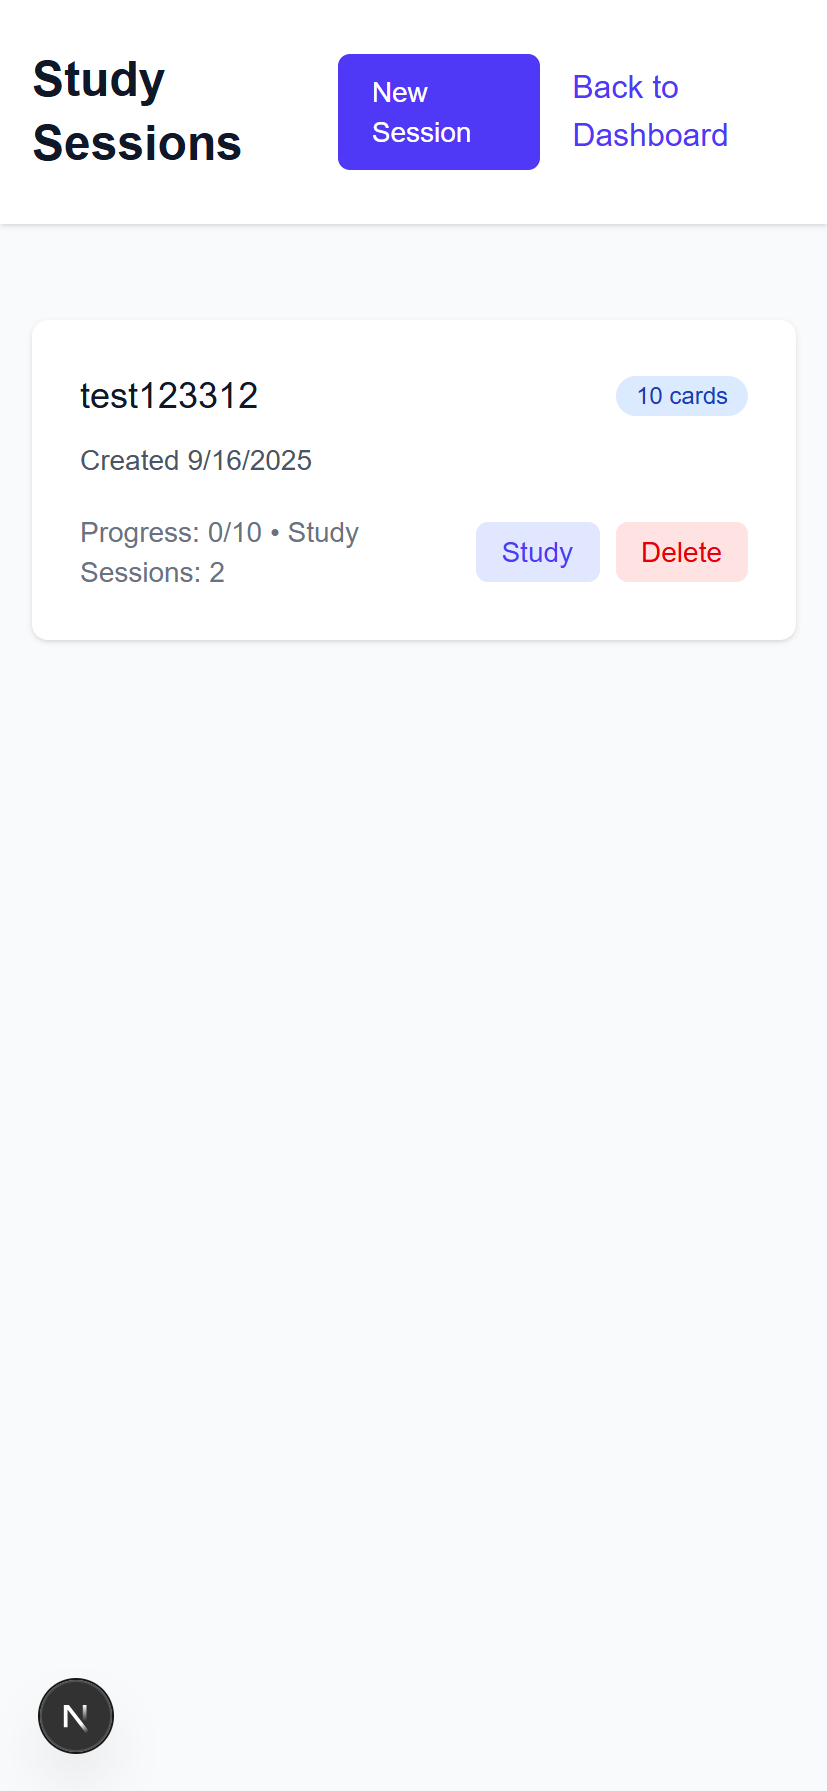 Study
Sessions
New
Session
Back to
Dashboard
test123312
10 cards
Created 9/16/2025
Progress: 0/10 • Study
Sessions: 2
Study
Delete
N